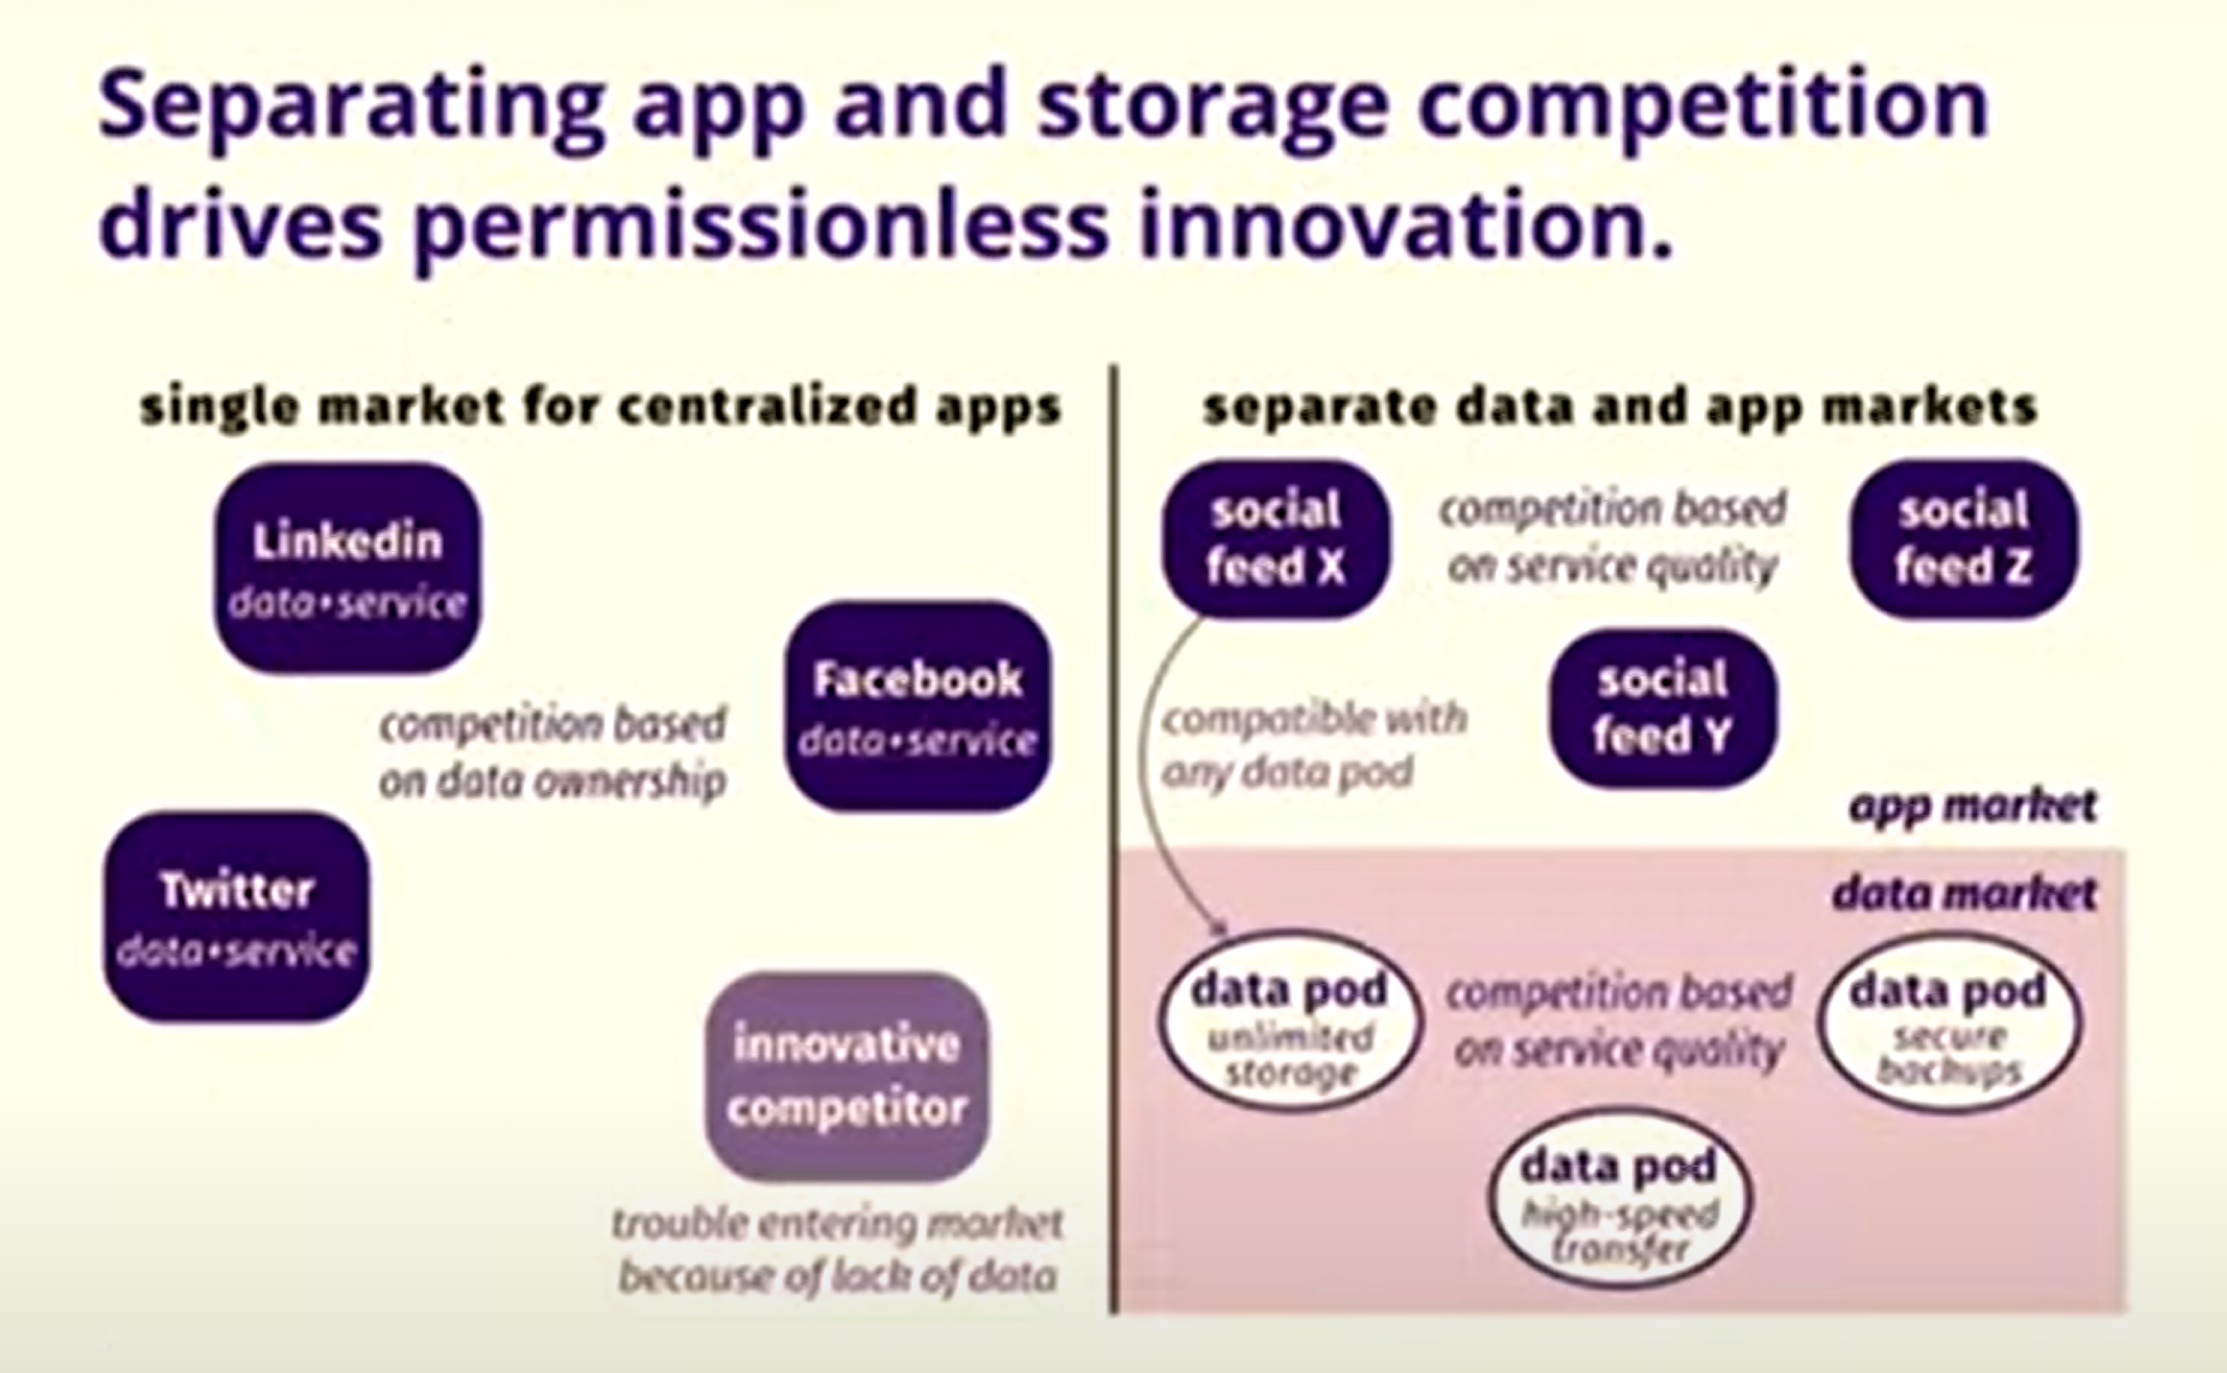 Separating app and storage competition
drives permissionless innovation.
single market for centralized apps
Linkedin
data•service
Facebook
data•service
competition based
on data ownership
Twitter
data•service
innovative
competitor
trouble entering market
because of lack of data
separate data and app markets
social
feed X
competition based
on service quality
social
feed Z
social
feed Y
compatible with
any data pod
app market
data market
data pod
unlimited
storage
competition based
on service quality
data pod
secure
backups
data pod
high-speed
transfer